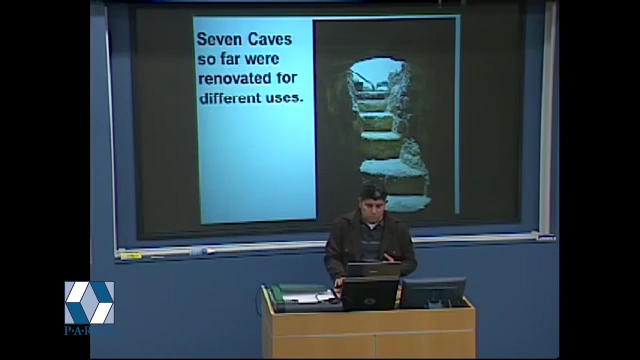 Seven Caves
so far were
renovated for
different uses.